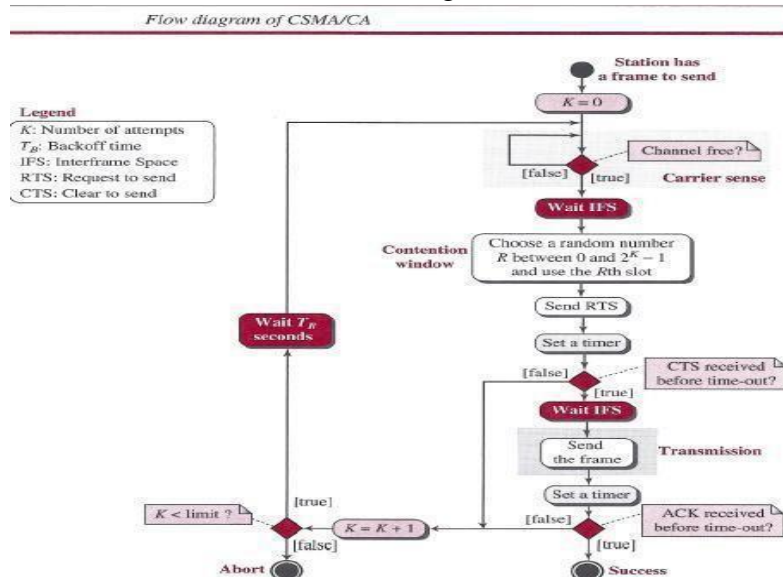 Flow diagram of CSMA/CA
Station has
a frame to send
Legend
K: Number of attempts
T_B: Backoff time
IFS: Interframe Space
RTS: Request to send
CTS: Clear to send
K = 0
Channel free?
[false]
[true]
Carrier sense
Wait IFS
Contention
window
Choose a random number
R between 0 and 2^K − 1
and use the Rth slot
Send RTS
Wait T_B
seconds
Set a timer
[false]
CTS received
before time-out?
[true]
Wait IFS
Send
the frame
Transmission
Set a timer
[true]
K < limit ?
K = K + 1
[false]
ACK received
before time-out?
[false]
[true]
Abort
Success